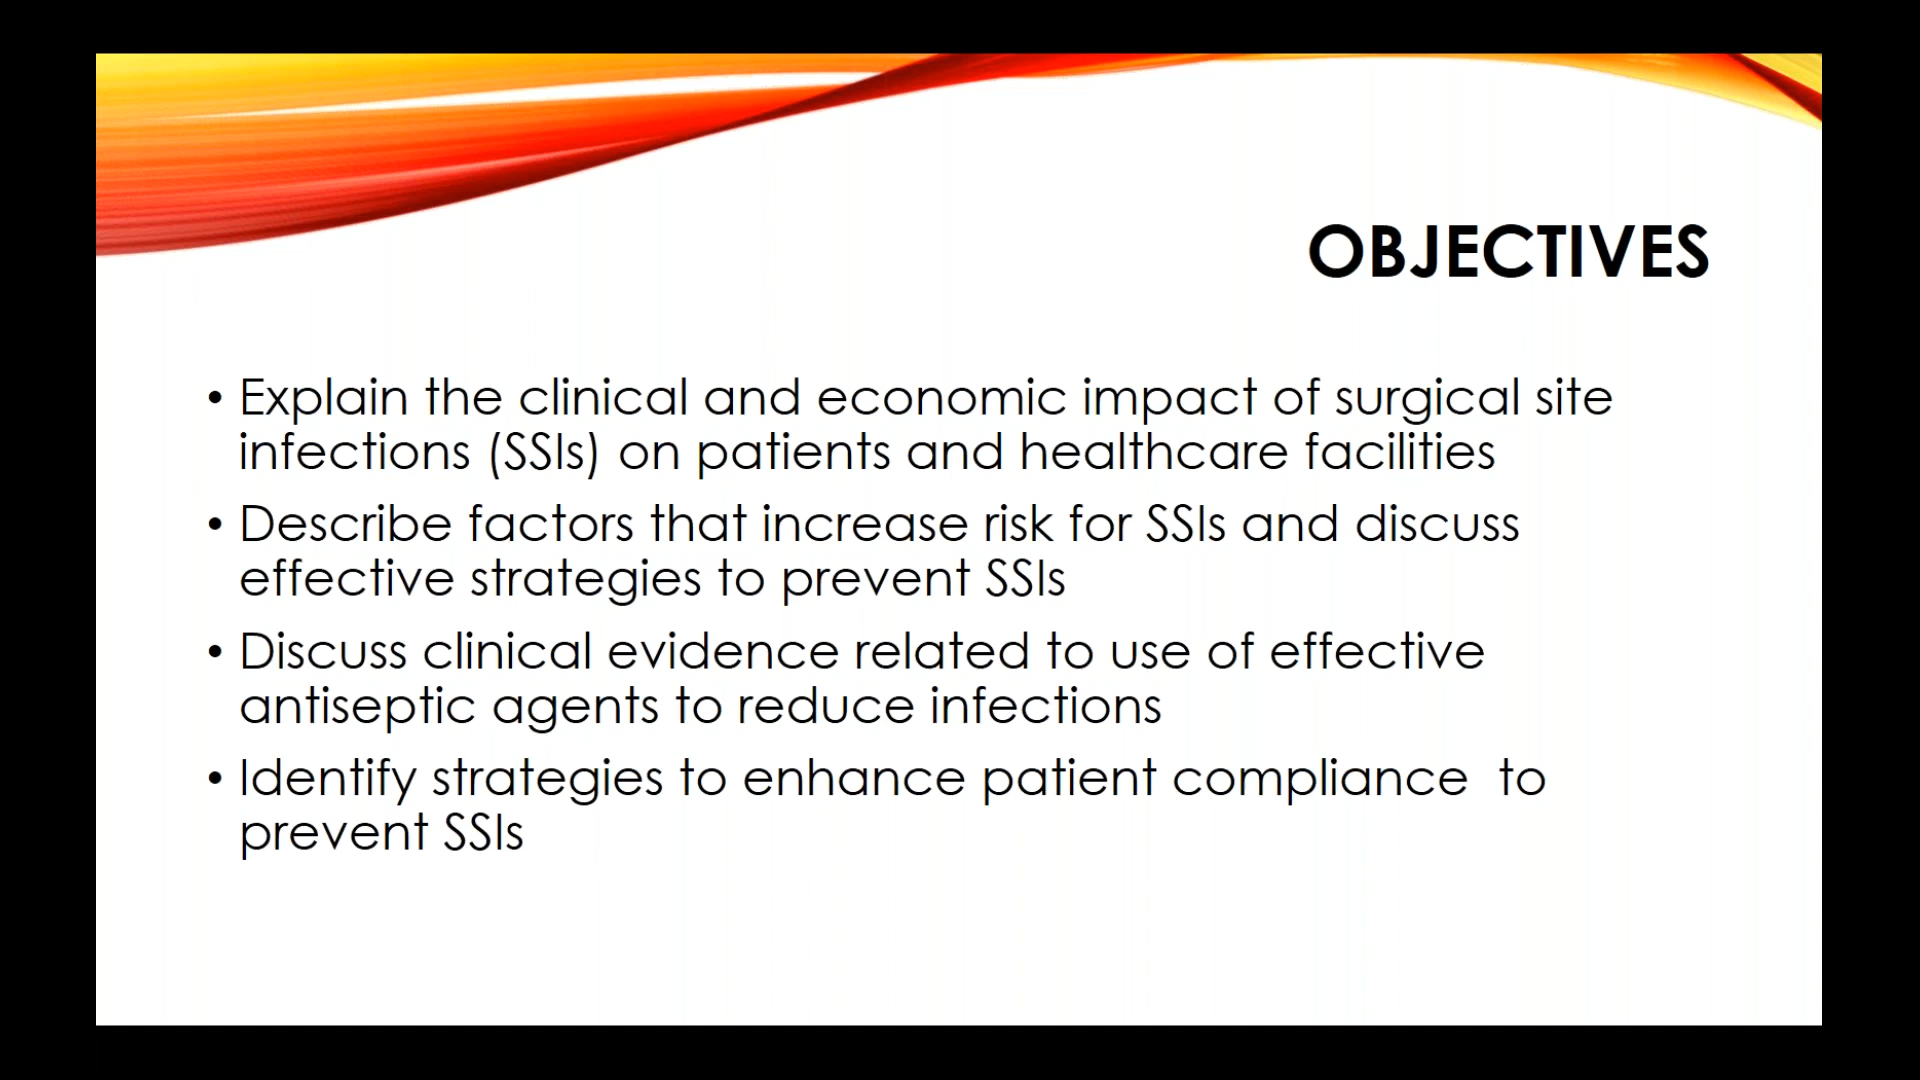 OBJECTIVES
• Explain the clinical and economic impact of surgical site
infections (SSIs) on patients and healthcare facilities
• Describe factors that increase risk for SSIs and discuss
effective strategies to prevent SSIs
• Discuss clinical evidence related to use of effective
antiseptic agents to reduce infections
• Identify strategies to enhance patient compliance  to
prevent SSIs